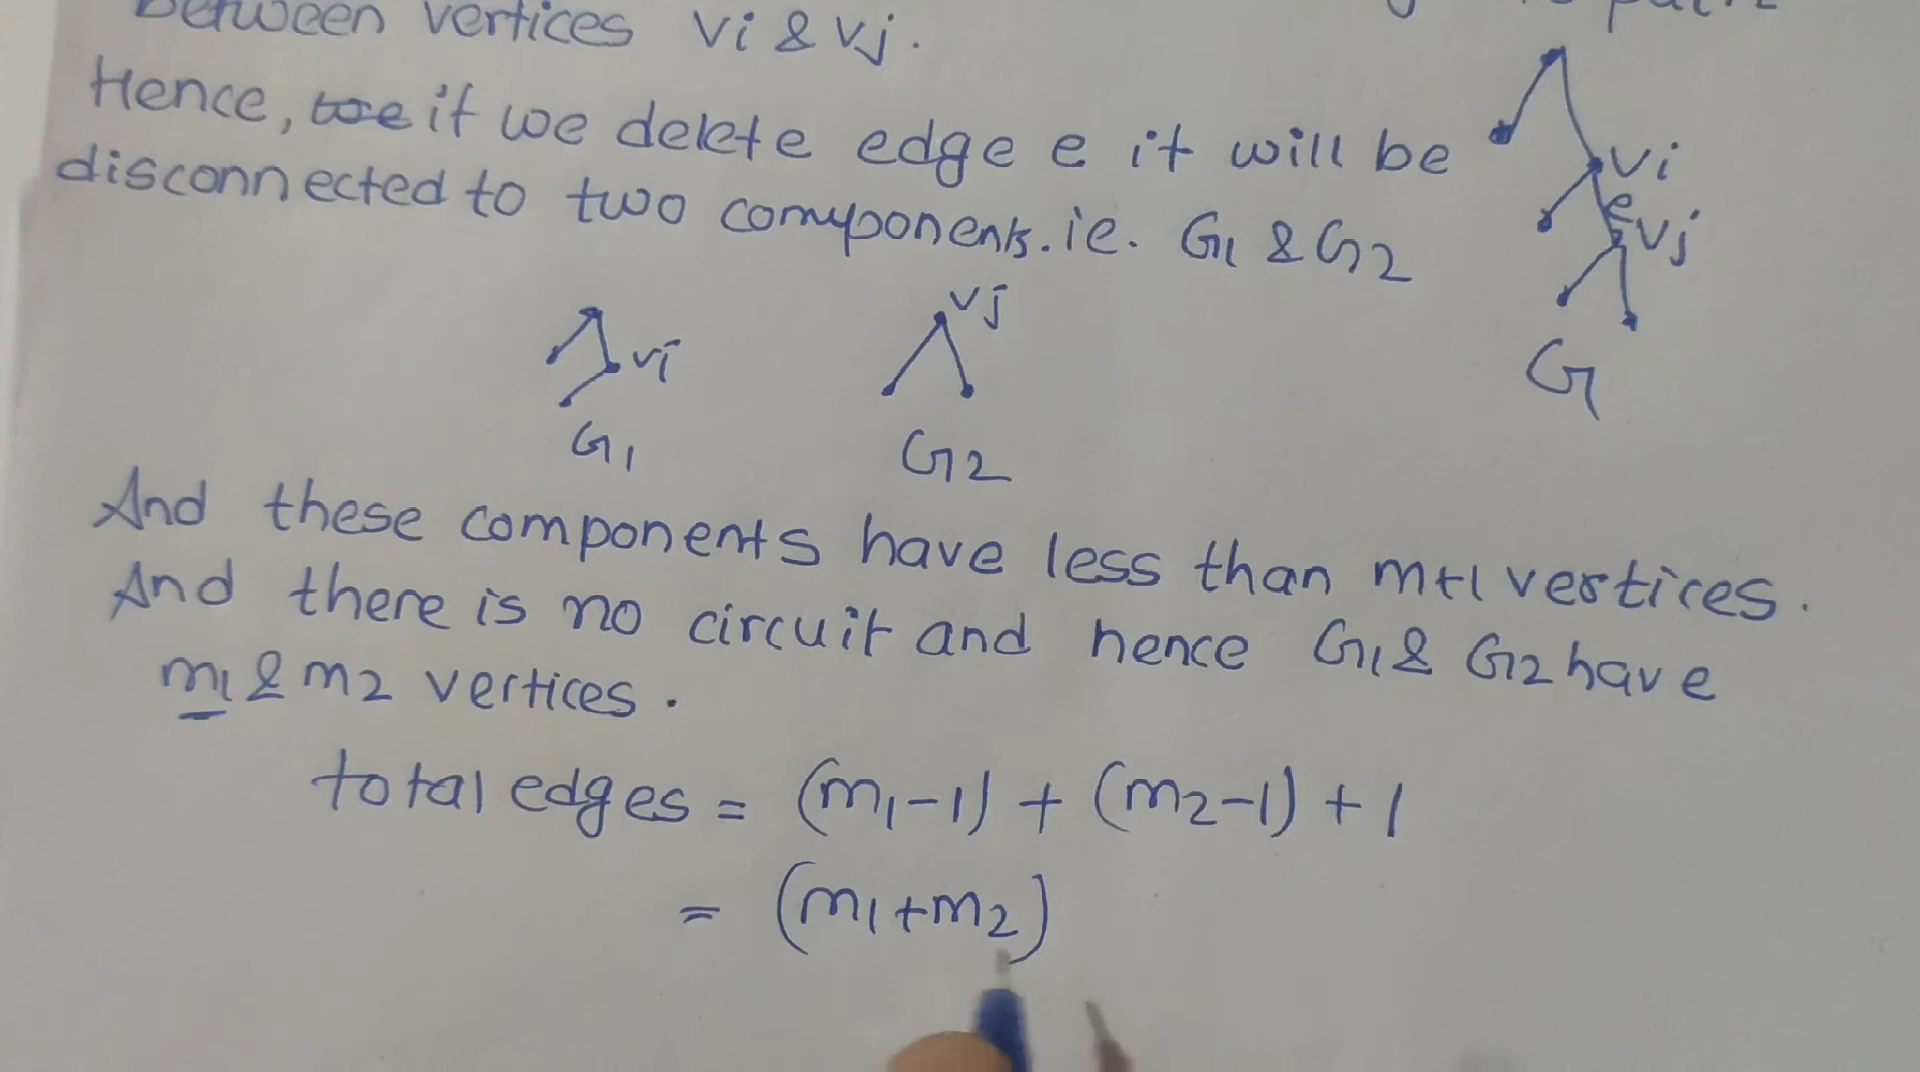 between vertices vi & vj.
Hence, if we delete edge e it will be
disconnected to two components. ie. G1 & G2
vi
e
vj
G
vi
vj
G1
G2
And these components have less than m+1 vertices.
And there is no circuit and hence G1 & G2 have
m1 & m2 vertices.
total edges = (m1-1) + (m2-1) + 1
= (m1+m2)